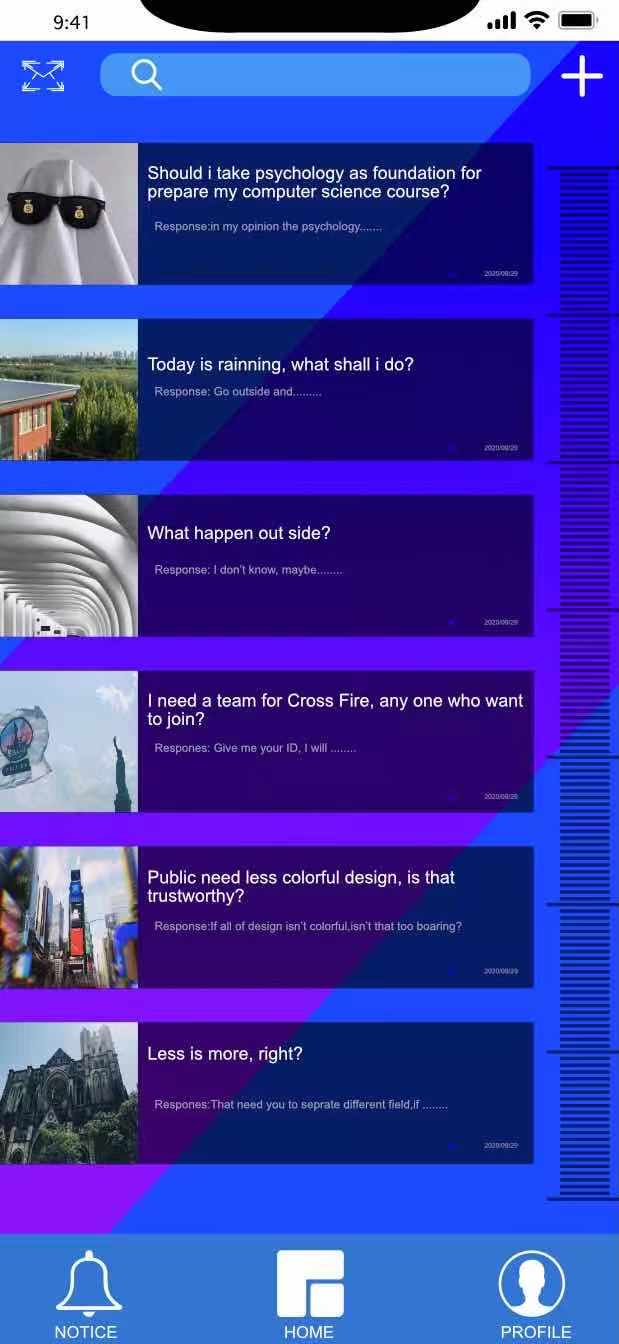 9:41
Should i take psychology as foundation for
prepare my computer science course?
Response:in my opinion the psychology.......
2020/09/29
Today is rainning, what shall i do?
Response: Go outside and.........
2020/09/29
What happen out side?
Response: I don't know, maybe........
2020/09/29
I need a team for Cross Fire, any one who want
to join?
Respones: Give me your ID, I will ........
2020/09/29
Public need less colorful design, is that
trustworthy?
Response:If all of design isn't colorful,isn't that too boaring?
2020/09/29
Less is more, right?
Respones:That need you to seprate different field,if ........
2020/09/29
NOTICE
HOME
PROFILE